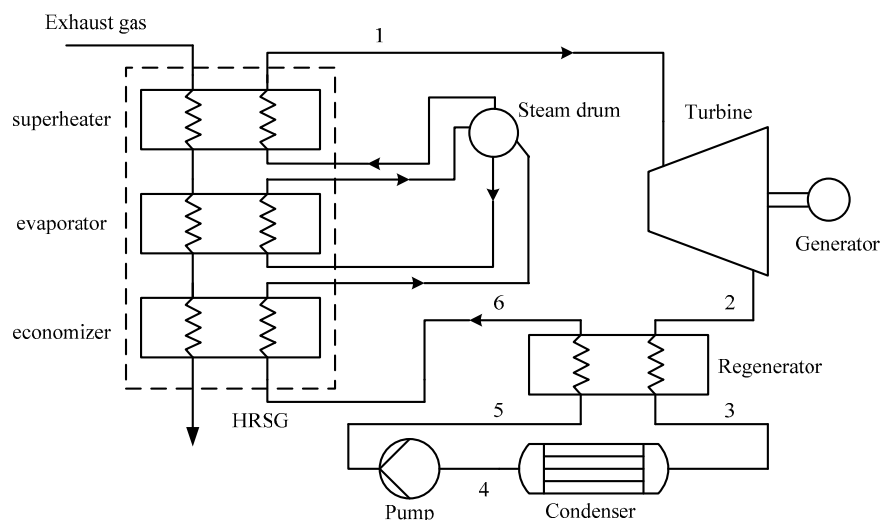 Exhaust gas
1
superheater
Steam drum
Turbine
evaporator
Generator
economizer
6
2
Regenerator
HRSG
5
3
4
Pump
Condenser